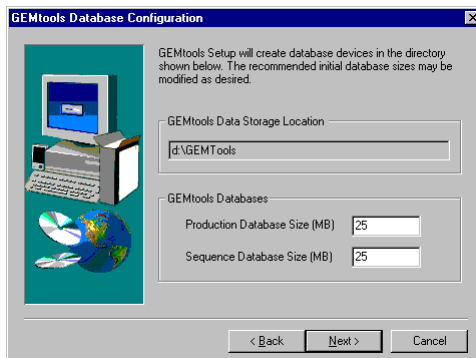 GEMtools Database Configuration
GEMtools Setup will create database devices in the directory
shown below. The recommended initial database sizes may be
modified as desired.
GEMtools Data Storage Location
d:\GEMTools
GEMtools Databases
Production Database Size (MB) 25
Sequence Database Size (MB) 25
< Back Next > Cancel